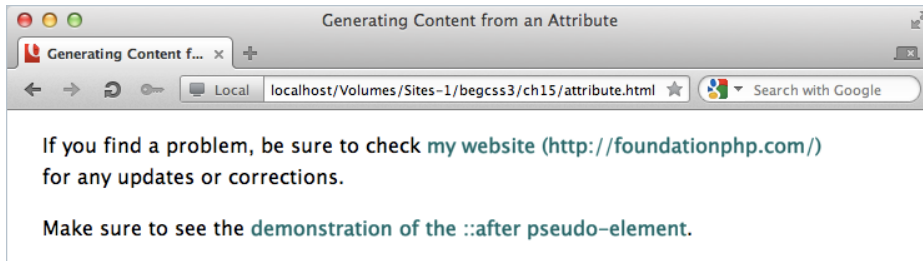 Generating Content from an Attribute
Generating Content f...
Local localhost/Volumes/Sites-1/begcss3/ch15/attribute.html Search with Google
If you find a problem, be sure to check my website (http://foundationphp.com/)
for any updates or corrections.
Make sure to see the demonstration of the ::after pseudo-element.